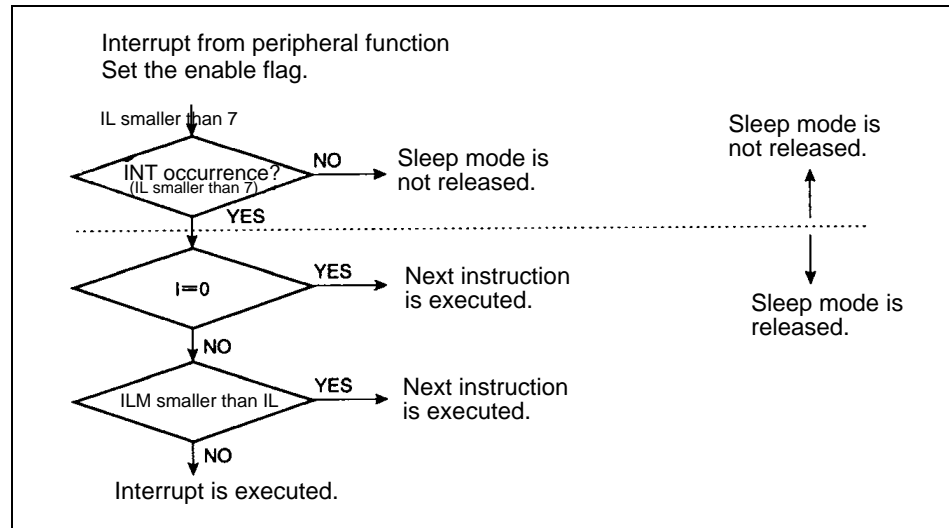 Interrupt from peripheral function
Set the enable flag.
IL smaller than 7
INT occurrence?
(IL smaller than 7)
NO
Sleep mode is
not released.
YES
Sleep mode is
not released.
I=0
YES
Next instruction
is executed.
Sleep mode is
released.
NO
ILM smaller than IL
YES
Next instruction
is executed.
NO
Interrupt is executed.